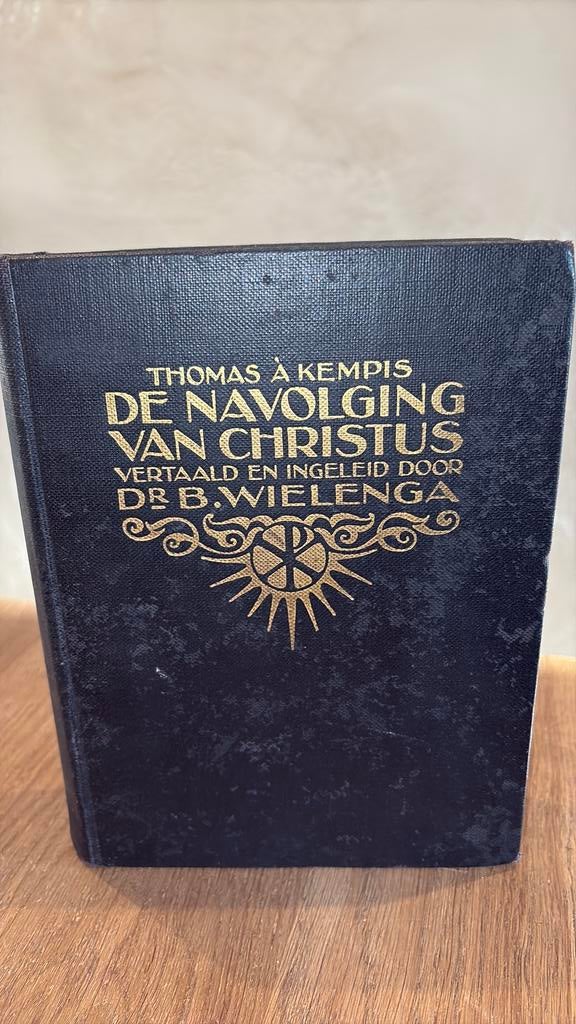 THOMAS À KEMPIS
DE NAVOLGING
VAN CHRISTUS
VERTAALD EN INGELEID DOOR
DR B. WIELENGA